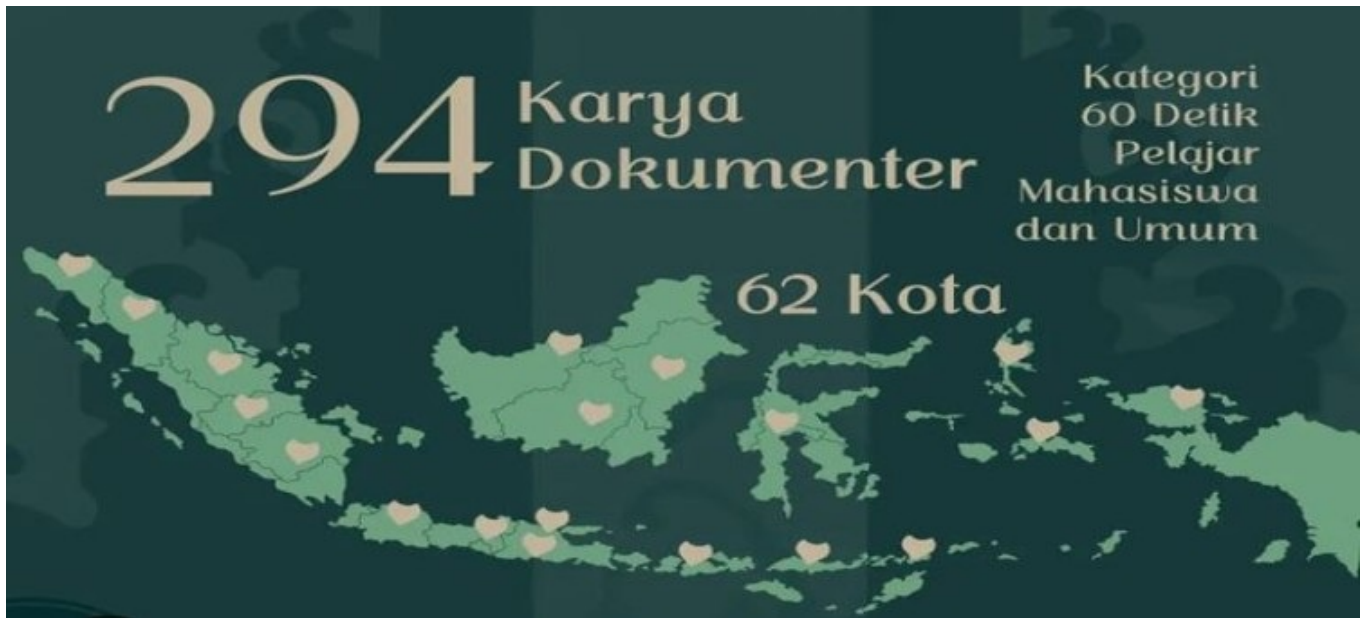 294 Karya
Dokumenter
Kategori
60 Detik
Pelajar
Mahasiswa
dan Umum
62 Kota